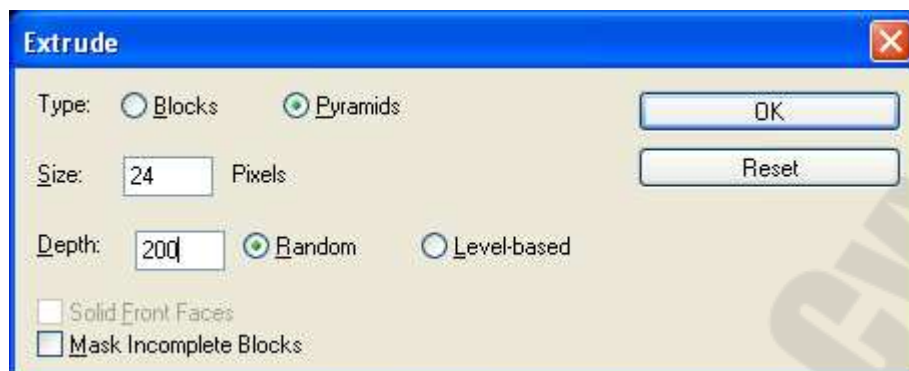 Extrude
Type: Blocks Pyramids OK
Size: 24 Pixels Reset
Depth: 200 Random Level-based
Solid Front Faces
Mask Incomplete Blocks